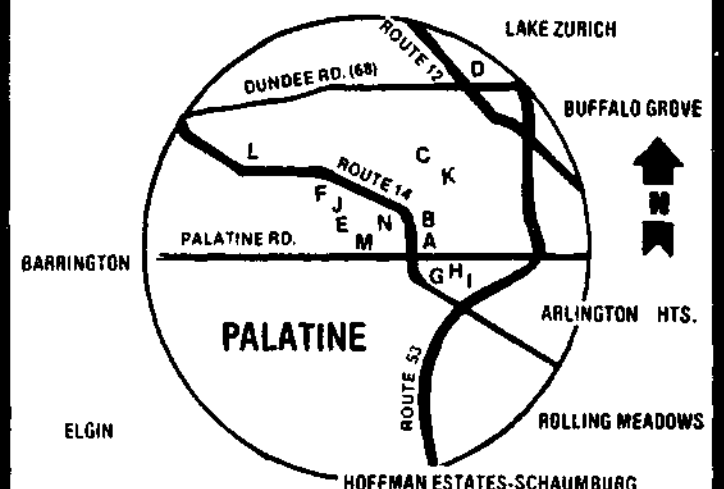 LAKE ZURICH
ROUTE 12
D
DUNDEE RD. (68)
BUFFALO GROVE
C
L
ROUTE 14
K
F
J
N
B
E
N
M
A
PALATINE RD.
BARRINGTON
G H I
ARLINGTON HTS.
PALATINE
ROUTE 53
ROLLING MEADOWS
ELGIN
HOFFMAN ESTATES-SCHAUMBURG